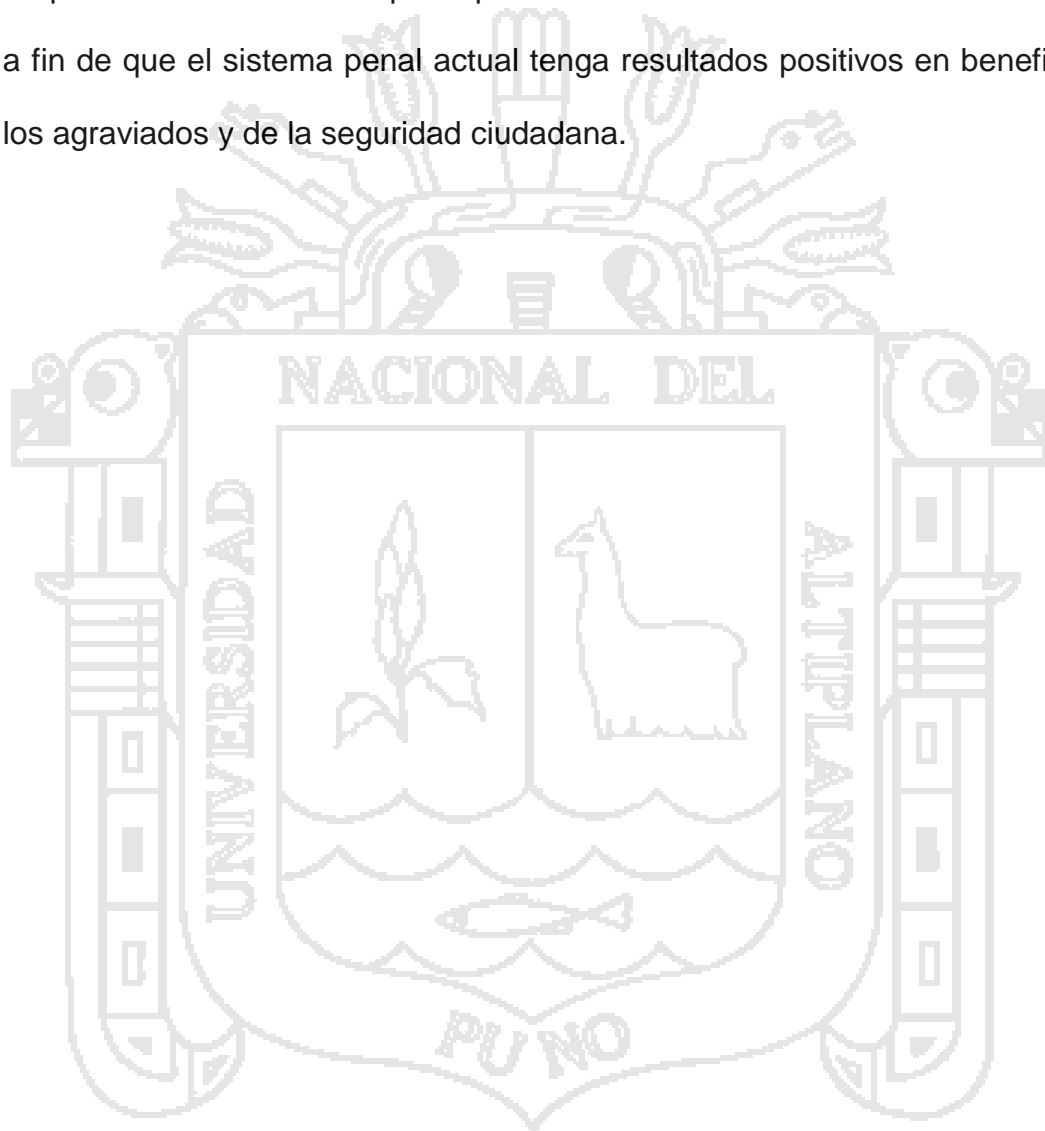 a fin de que el sistema penal actual tenga resultados positivos en benefi
los agraviados y de la seguridad ciudadana.
NACIONAL DEL
UNIVERSIDAD
ALTIPLANO
PUNO